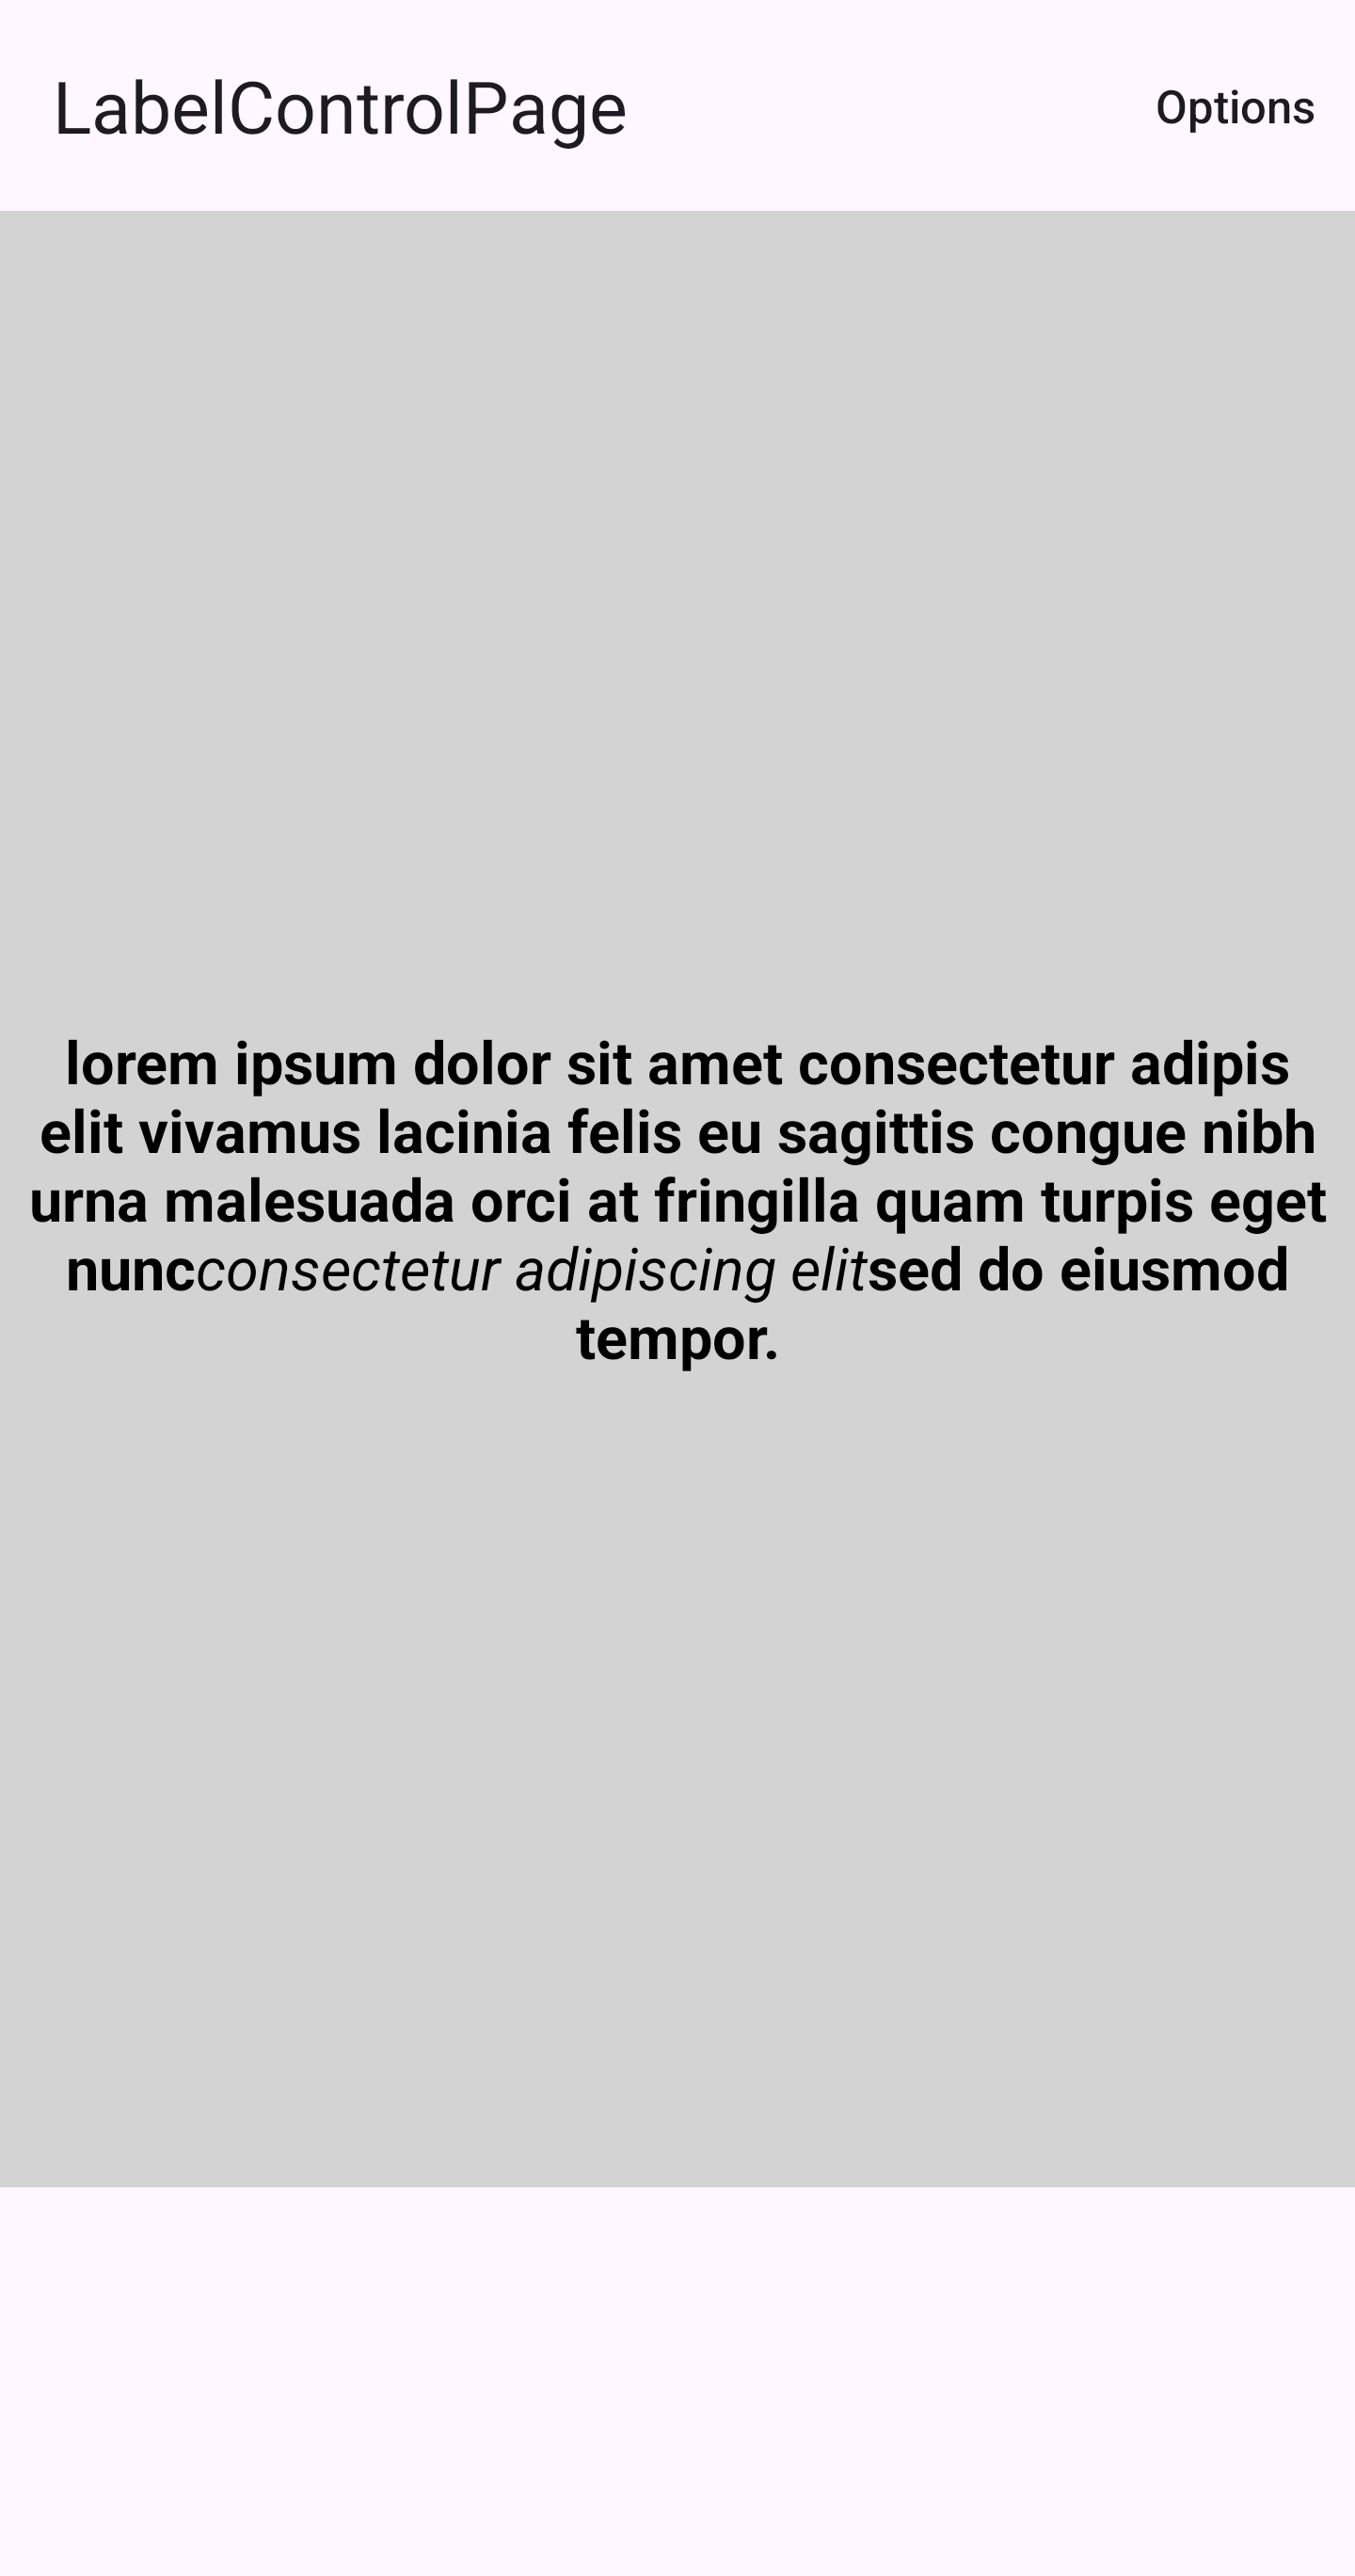 LabelControlPage
Options
lorem ipsum dolor sit amet consectetur adipis
elit vivamus lacinia felis eu sagittis congue nibh
urna malesuada orci at fringilla quam turpis eget
nuncconsectetur adipiscing elitsed do eiusmod
tempor.